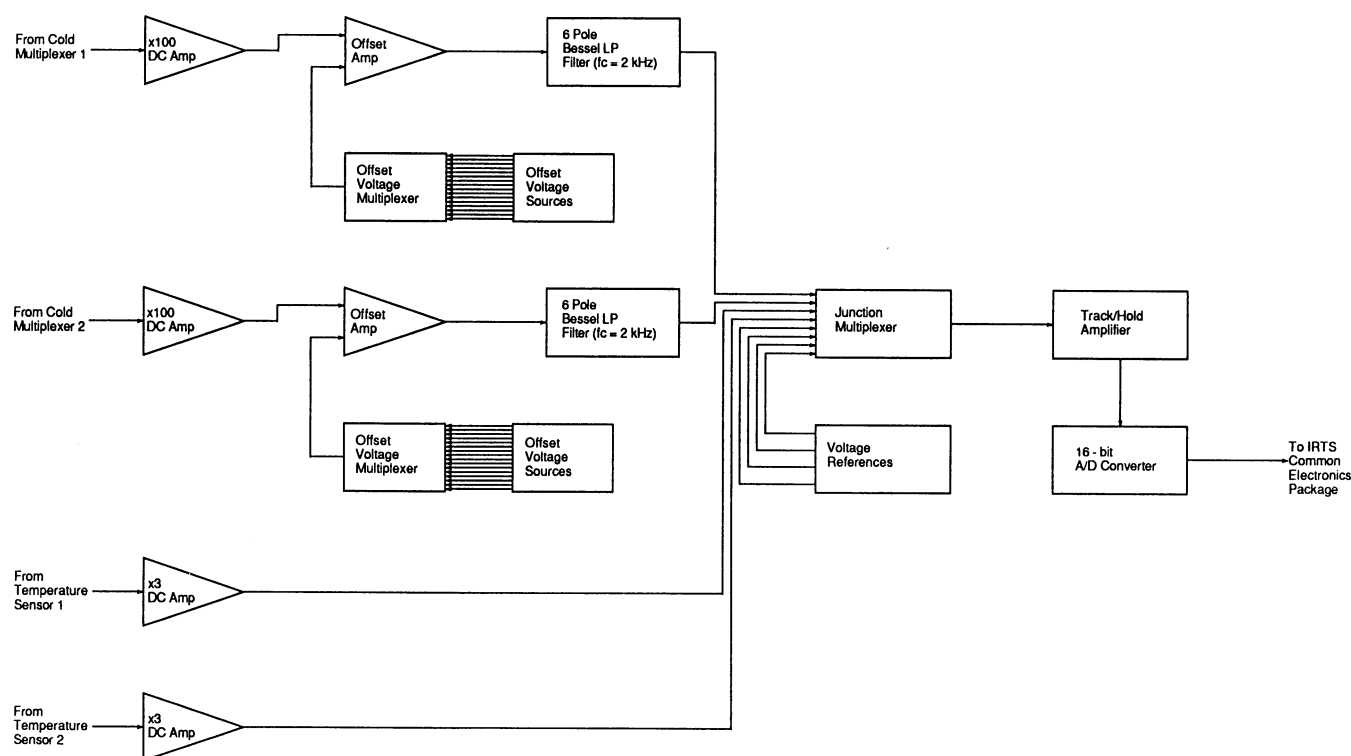 From Cold
Multiplexer 1
x100
DC Amp
Offset
Amp
6 Pole
Bessel LP
Filter (fc = 2 kHz)
Offset
Voltage
Multiplexer
Offset
Voltage
Sources
From Cold
Multiplexer 2
x100
DC Amp
Offset
Amp
6 Pole
Bessel LP
Filter (fc = 2 kHz)
Junction
Multiplexer
Track/Hold
Amplifier
Offset
Voltage
Multiplexer
Offset
Voltage
Sources
Voltage
References
16 - bit
A/D Converter
To IRTS
Common
Electronics
Package
From
Temperature
Sensor 1
x3
DC Amp
From
Temperature
Sensor 2
x3
DC Amp